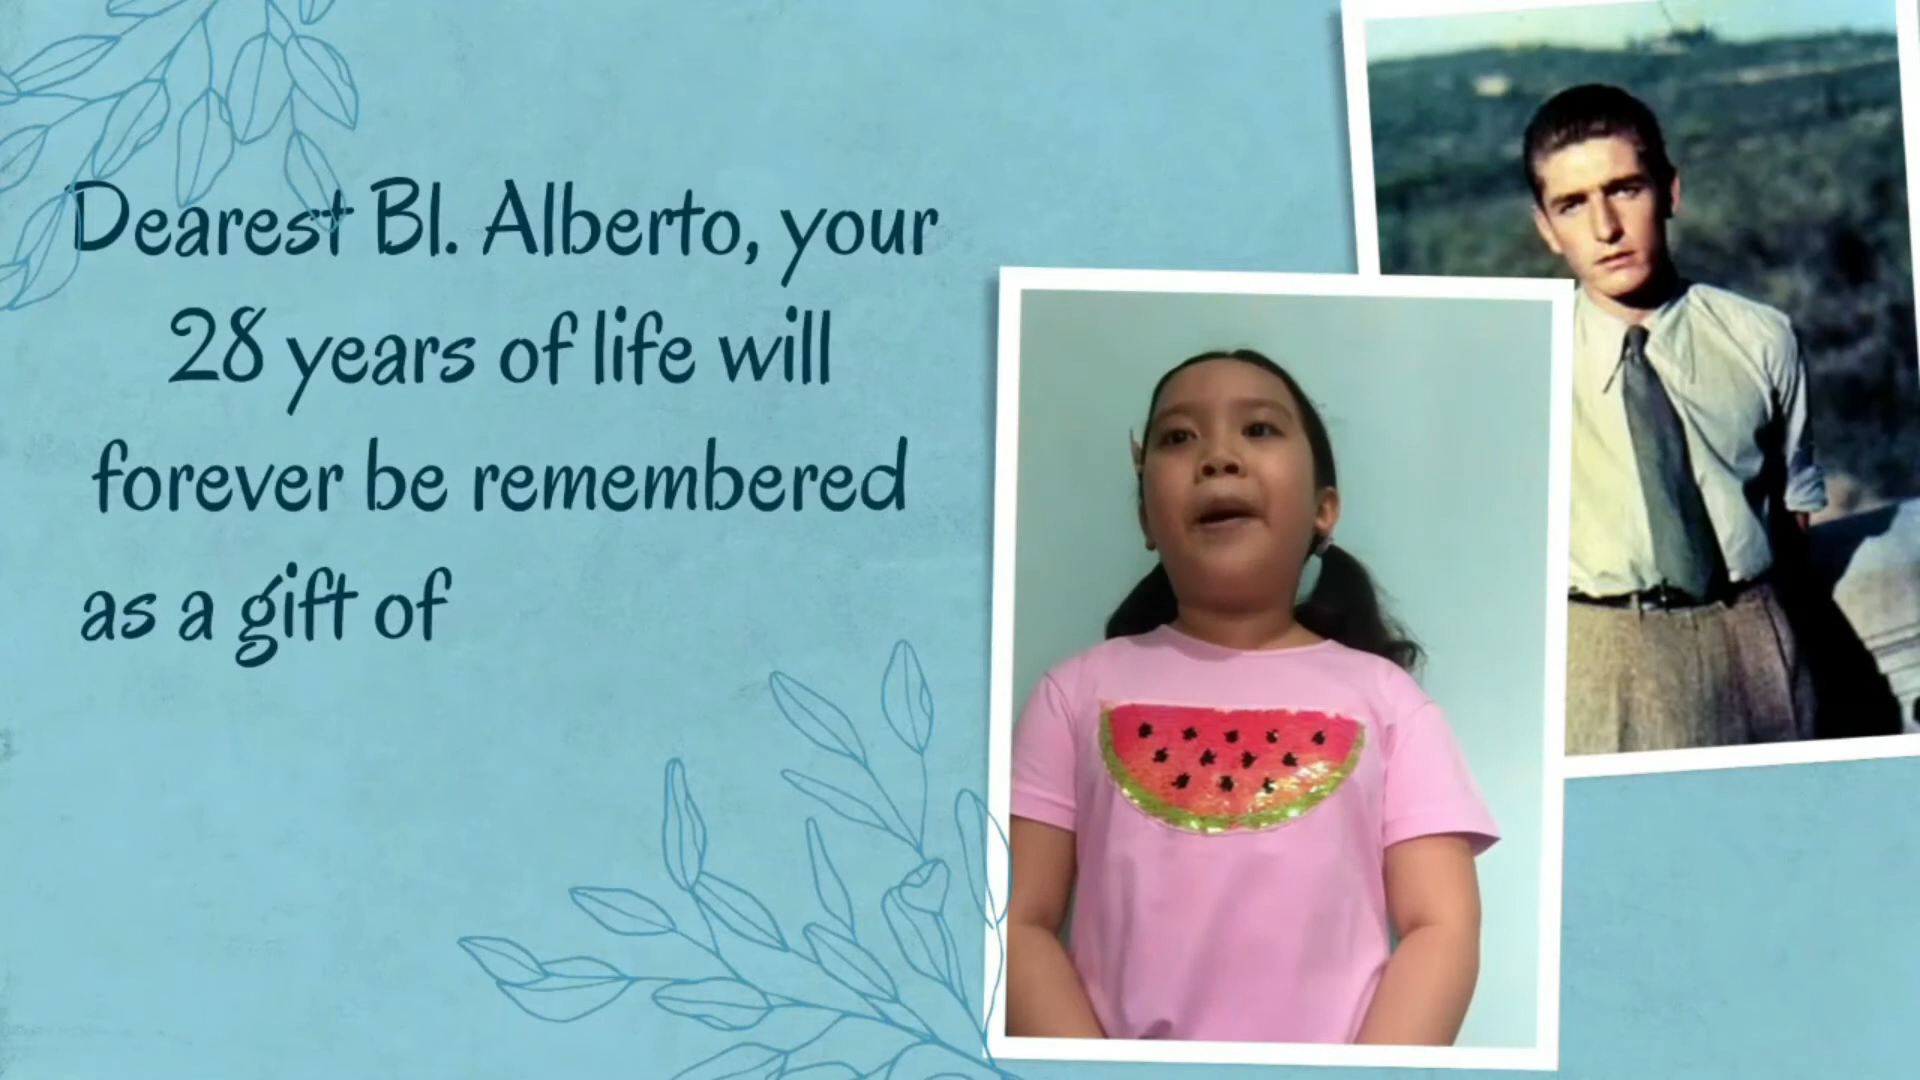 Dearest Bl. Alberto, your
28 years of life will
forever be remembered
as a gift of